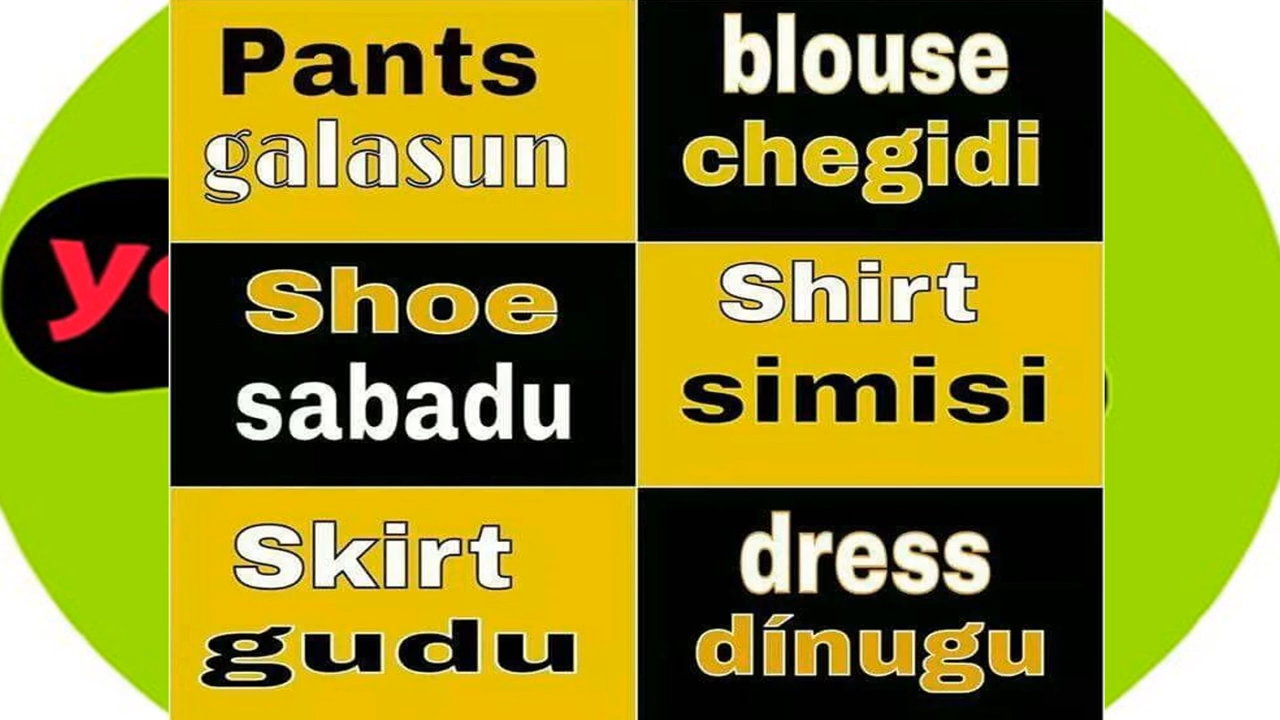 Pants
galasun
blouse
chegidi
Shoe
sabadu
Shirt
simisi
Skirt
gudu
dress
dínugu